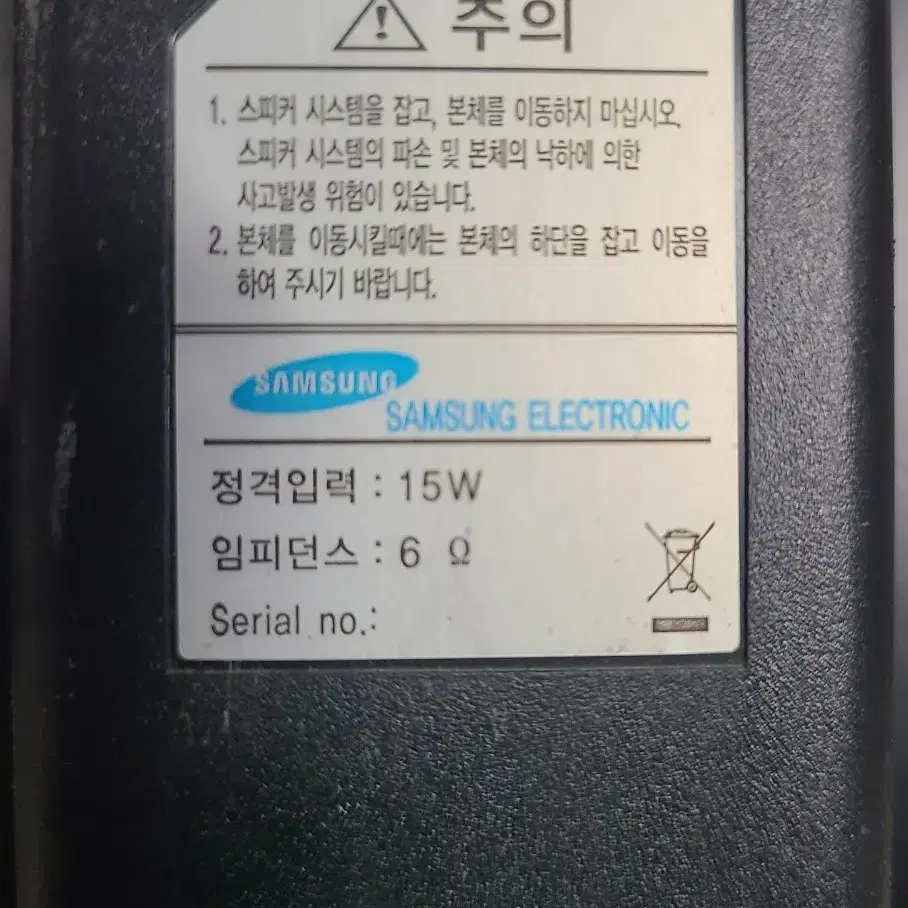 주의
1. 스피커 시스템을 잡고, 본체를 이동하지 마십시오.
스피커 시스템의 파손 및 본체의 낙하에 의한
사고발생 위험이 있습니다.
2. 본체를 이동시킬때에는 본체의 하단을 잡고 이동을
하여 주시기 바랍니다.
SAMSUNG
SAMSUNG ELECTRONIC
정격입력 : 15W
임피던스 : 6 Ω
Serial no.: